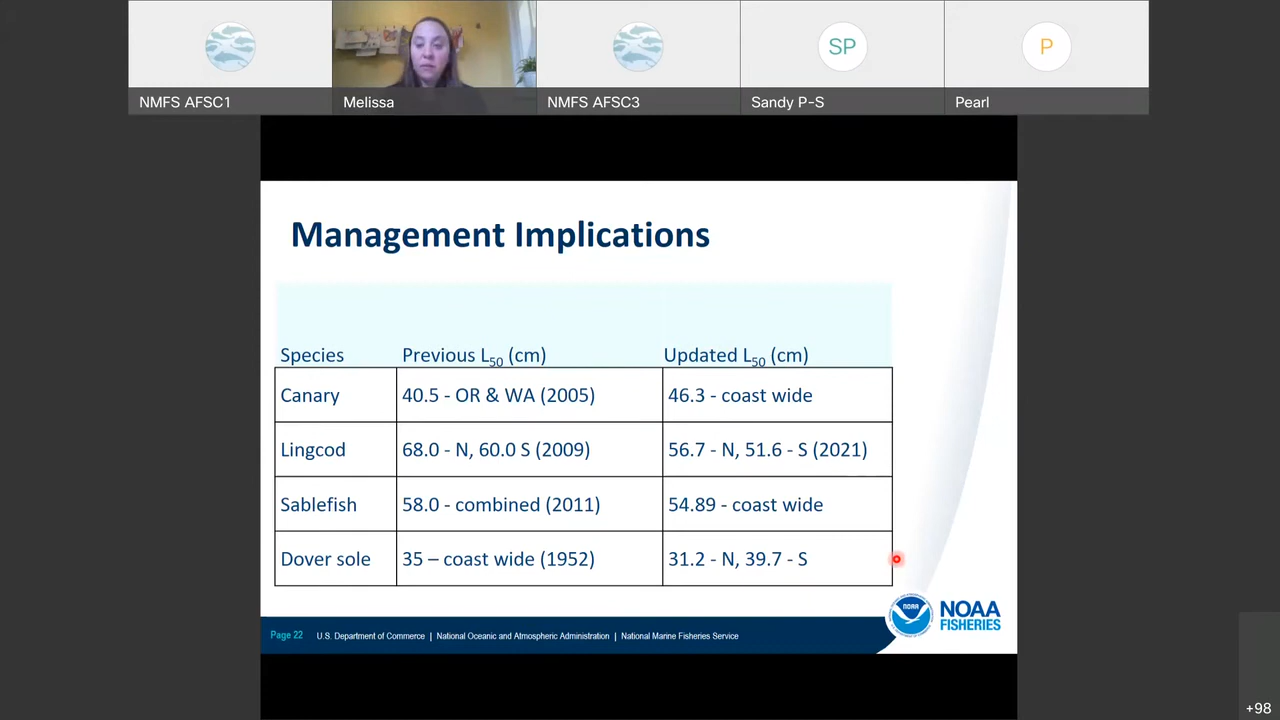 SP
P
NMFS AFSC1
Melissa
NMFS AFSC3
Sandy P-S
Pearl
Management Implications
Species Previous L50 (cm) Updated L50 (cm)
Canary 40.5 - OR & WA (2005) 46.3 - coast wide
Lingcod 68.0 - N, 60.0 S (2009) 56.7 - N, 51.6 - S (2021)
Sablefish 58.0 - combined (2011) 54.89 - coast wide
Dover sole 35 – coast wide (1952) 31.2 - N, 39.7 - S
NOAA
NOAA
FISHERIES
Page 22 U.S. Department of Commerce | National Oceanic and Atmospheric Administration | National Marine Fisheries Service
+98